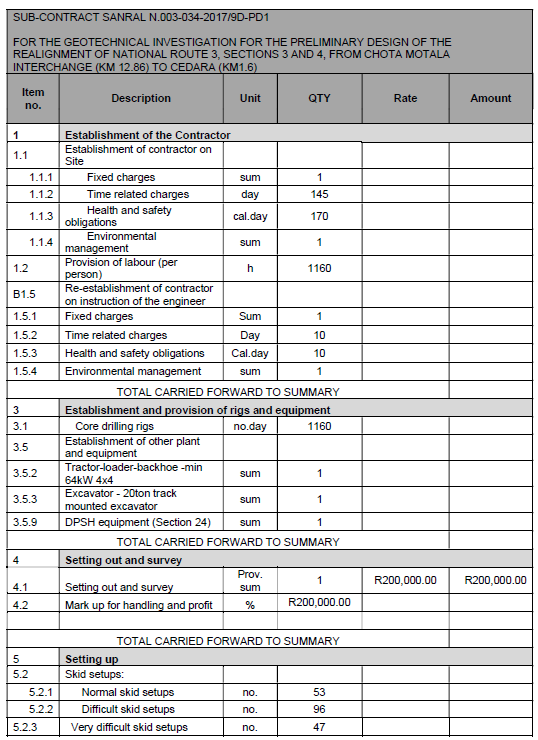 SUB-CONTRACT SANRAL N.003-034-2017/9D-PD1
FOR THE GEOTECHNICAL INVESTIGATION FOR THE PRELIMINARY DESIGN OF THE
REALIGNMENT OF NATIONAL ROUTE 3, SECTIONS 3 AND 4, FROM CHOTA MOTALA
INTERCHANGE (KM 12.86) TO CEDARA (KM1.6)
Item no. Description Unit QTY Rate Amount
1 Establishment of the Contractor
1.1 Establishment of contractor on
Site
1.1.1 Fixed charges sum 1
1.1.2 Time related charges day 145
1.1.3 Health and safety
obligations cal.day 170
1.1.4 Environmental
management sum 1
1.2 Provision of labour (per
person) h 1160
B1.5 Re-establishment of contractor
on instruction of the engineer
1.5.1 Fixed charges Sum 1
1.5.2 Time related charges Day 10
1.5.3 Health and safety obligations Cal.day 10
1.5.4 Environmental management sum 1
TOTAL CARRIED FORWARD TO SUMMARY
3 Establishment and provision of rigs and equipment
3.1 Core drilling rigs no.day 1160
3.5 Establishment of other plant
and equipment
3.5.2 Tractor-loader-backhoe -min
64kW 4x4 sum 1
3.5.3 Excavator - 20ton track
mounted excavator sum 1
3.5.9 DPSH equipment (Section 24) sum 1
TOTAL CARRIED FORWARD TO SUMMARY
4 Setting out and survey
4.1 Setting out and survey Prov. sum 1 R200,000.00 R200,000.00
4.2 Mark up for handling and profit % R200,000.00
TOTAL CARRIED FORWARD TO SUMMARY
5 Setting up
5.2 Skid setups:
5.2.1 Normal skid setups no. 53
5.2.2 Difficult skid setups no. 96
5.2.3 Very difficult skid setups no. 47